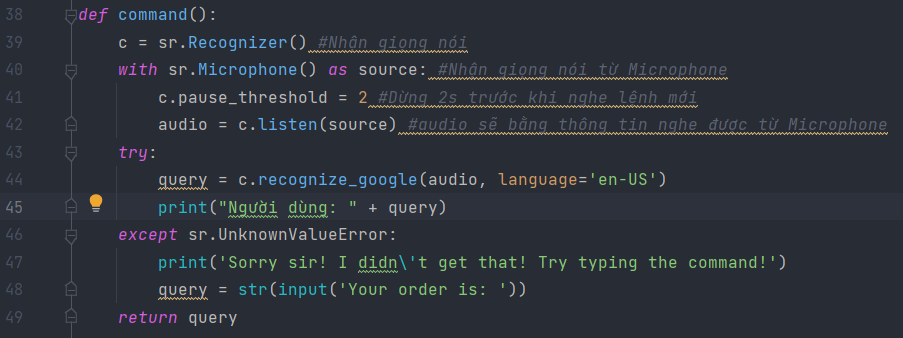 38 def command():
39 c = sr.Recognizer() #Nhận giọng nói
40 with sr.Microphone() as source: #Nhận giọng nói từ Microphone
41 c.pause_threshold = 2 #Dừng 2s trước khi nghe lệnh mới
42 audio = c.listen(source) #audio sẽ bằng thông tin nghe được từ Microphone
43 try:
44 query = c.recognize_google(audio, language='en-US')
45 print("Người dùng: " + query)
46 except sr.UnknownValueError:
47 print('Sorry sir! I didn\'t get that! Try typing the command!')
48 query = str(input('Your order is: '))
49 return query